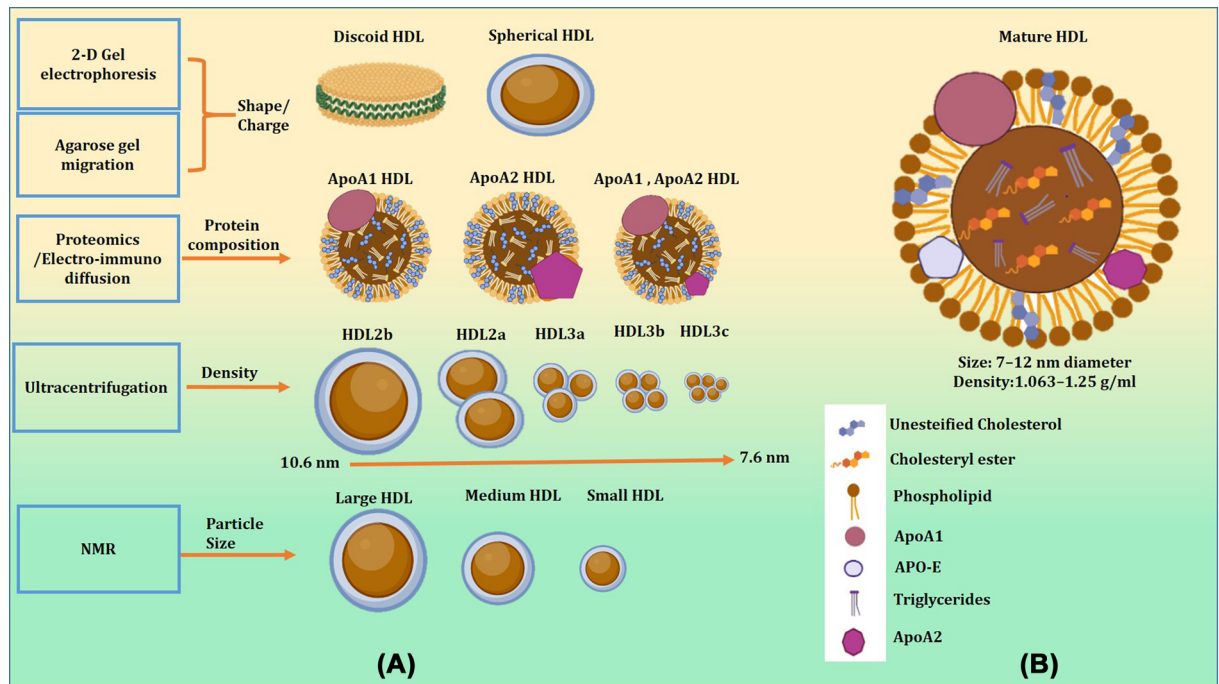 2-D Gel
electrophoresis
Agarose gel
migration
Shape/
Charge
Discoid HDL
Spherical HDL
Proteomics
/Electro-immuno
diffusion
Protein
composition
ApoA1 HDL
ApoA2 HDL
ApoA1 , ApoA2 HDL
Ultracentrifugation
Density
HDL2b
HDL2a
HDL3a
HDL3b
HDL3c
10.6 nm
7.6 nm
NMR
Particle
Size
Large HDL
Medium HDL
Small HDL
(A)
Mature HDL
Size: 7–12 nm diameter
Density:1.063–1.25 g/ml
Unesteified Cholesterol
Cholesteryl ester
Phospholipid
ApoA1
APO-E
Triglycerides
ApoA2
(B)